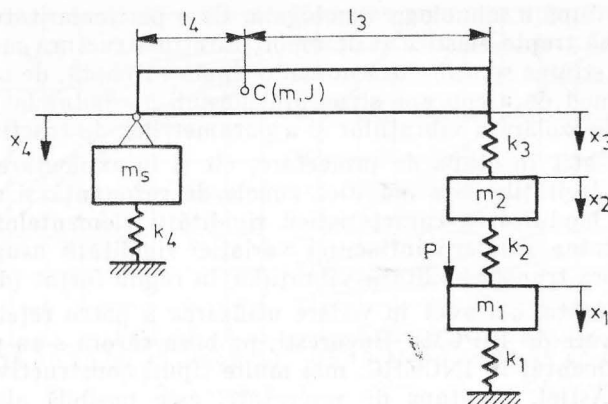 l₄ l₃
C(m,J)
x₄ x₃
k₃
mₛ m₂ x₂
k₄ k₂
P
m₁ x₁
k₁